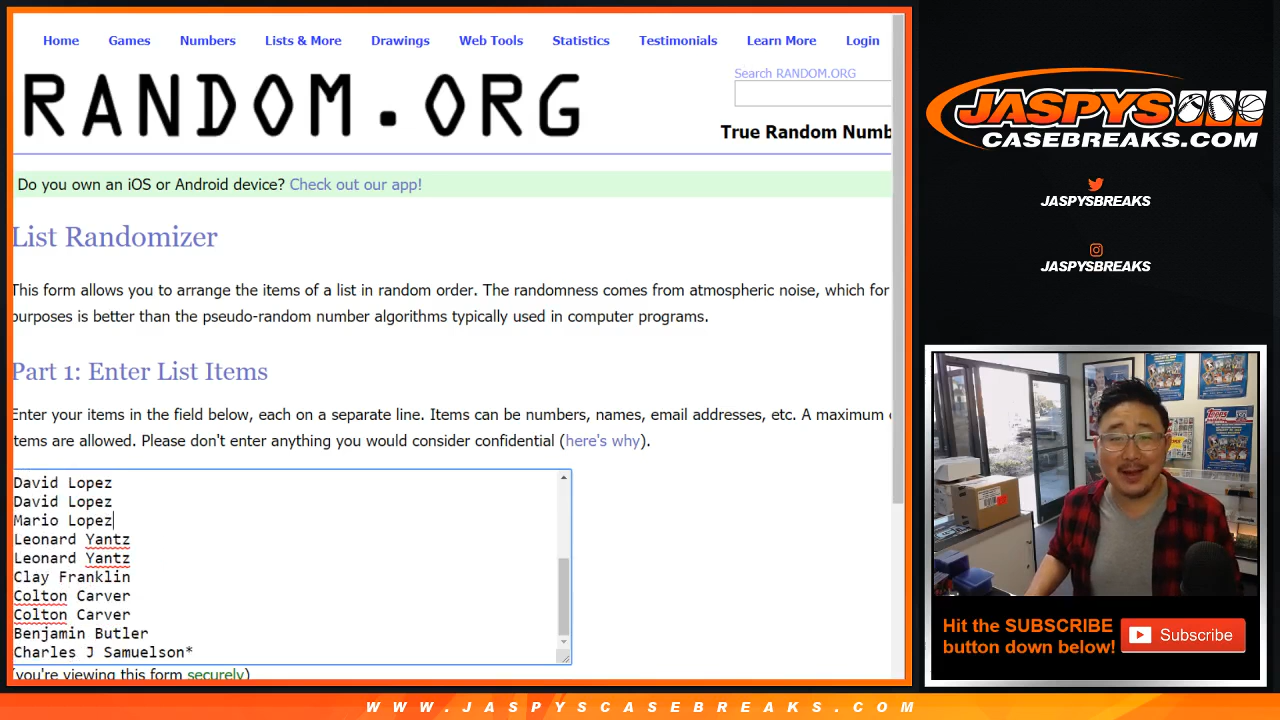 Home Games Numbers Lists & More Drawings Web Tools Statistics Testimonials Learn More Login
RANDOM.ORG
Search RANDOM.ORG
True Random Numb
Do you own an iOS or Android device? Check out our app!
List Randomizer
This form allows you to arrange the items of a list in random order. The randomness comes from atmospheric noise, which for
purposes is better than the pseudo-random number algorithms typically used in computer programs.
Part 1: Enter List Items
Enter your items in the field below, each on a separate line. Items can be numbers, names, email addresses, etc. A maximum
items are allowed. Please don't enter anything you would consider confidential (here's why).
David Lopez
David Lopez
Mario Lopez
Leonard Yantz
Leonard Yantz
Clay Franklin
Colton Carver
Colton Carver
Benjamin Butler
Charles J Samuelson*
(you're viewing this form securely)
JASPYS
CASEBREAKS.COM
JASPYSBREAKS
JASPYSBREAKS
Hit the SUBSCRIBE
button down below!
Subscribe
WWW.JASPYSCASEBREAKS.COM